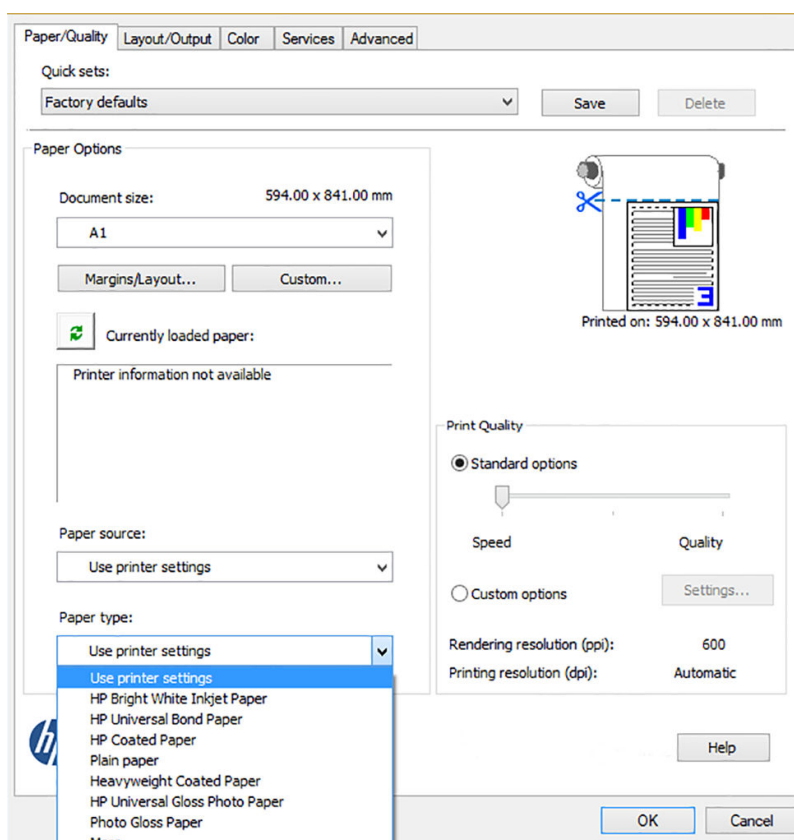 Paper/Quality Layout/Output Color Services Advanced
Quick sets:
Factory defaults
Save Delete
Paper Options
Document size: 594.00 x 841.00 mm
A1
Margins/Layout... Custom...
Currently loaded paper:
Printer information not available
3
Printed on: 594.00 x 841.00 mm
Paper source:
Use printer settings
Paper type:
Use printer settings
Use printer settings
HP Bright White Inkjet Paper
HP Universal Bond Paper
HP Coated Paper
Plain paper
Heavyweight Coated Paper
HP Universal Gloss Photo Paper
Photo Gloss Paper
Print Quality
Standard options
Speed Quality
Custom options Settings...
Rendering resolution (ppi): 600
Printing resolution (dpi): Automatic
hp
Help
OK Cancel